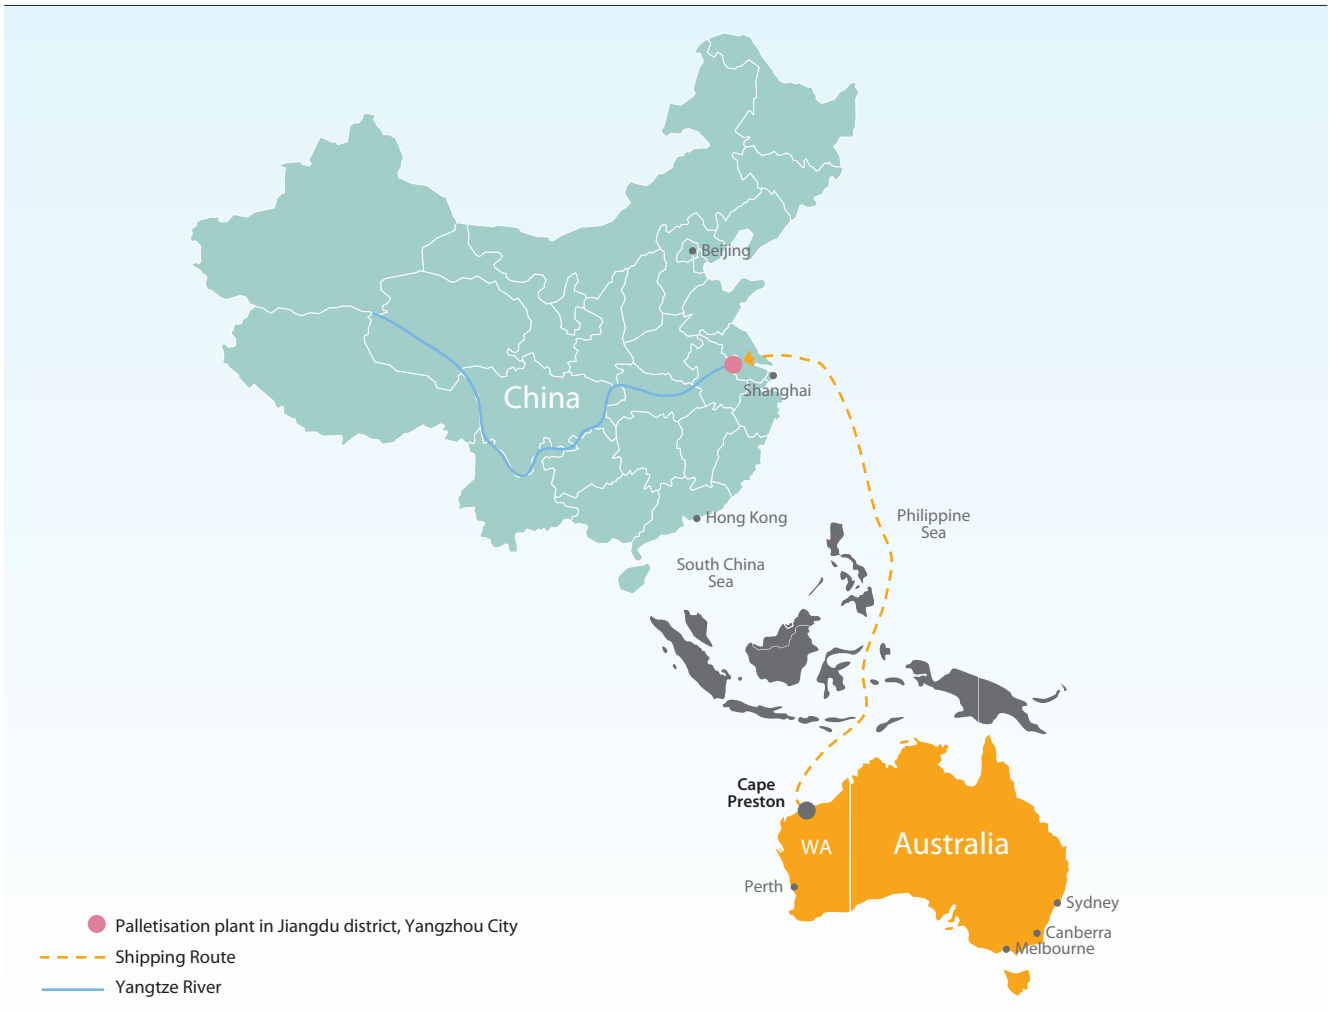 Beijing
China
Shanghai
Hong Kong
Philippine
Sea
South China
Sea
Cape
Preston
WA
Australia
Perth
Sydney
Canberra
Melbourne
Palletisation plant in Jiangdu district, Yangzhou City
Shipping Route
Yangtze River